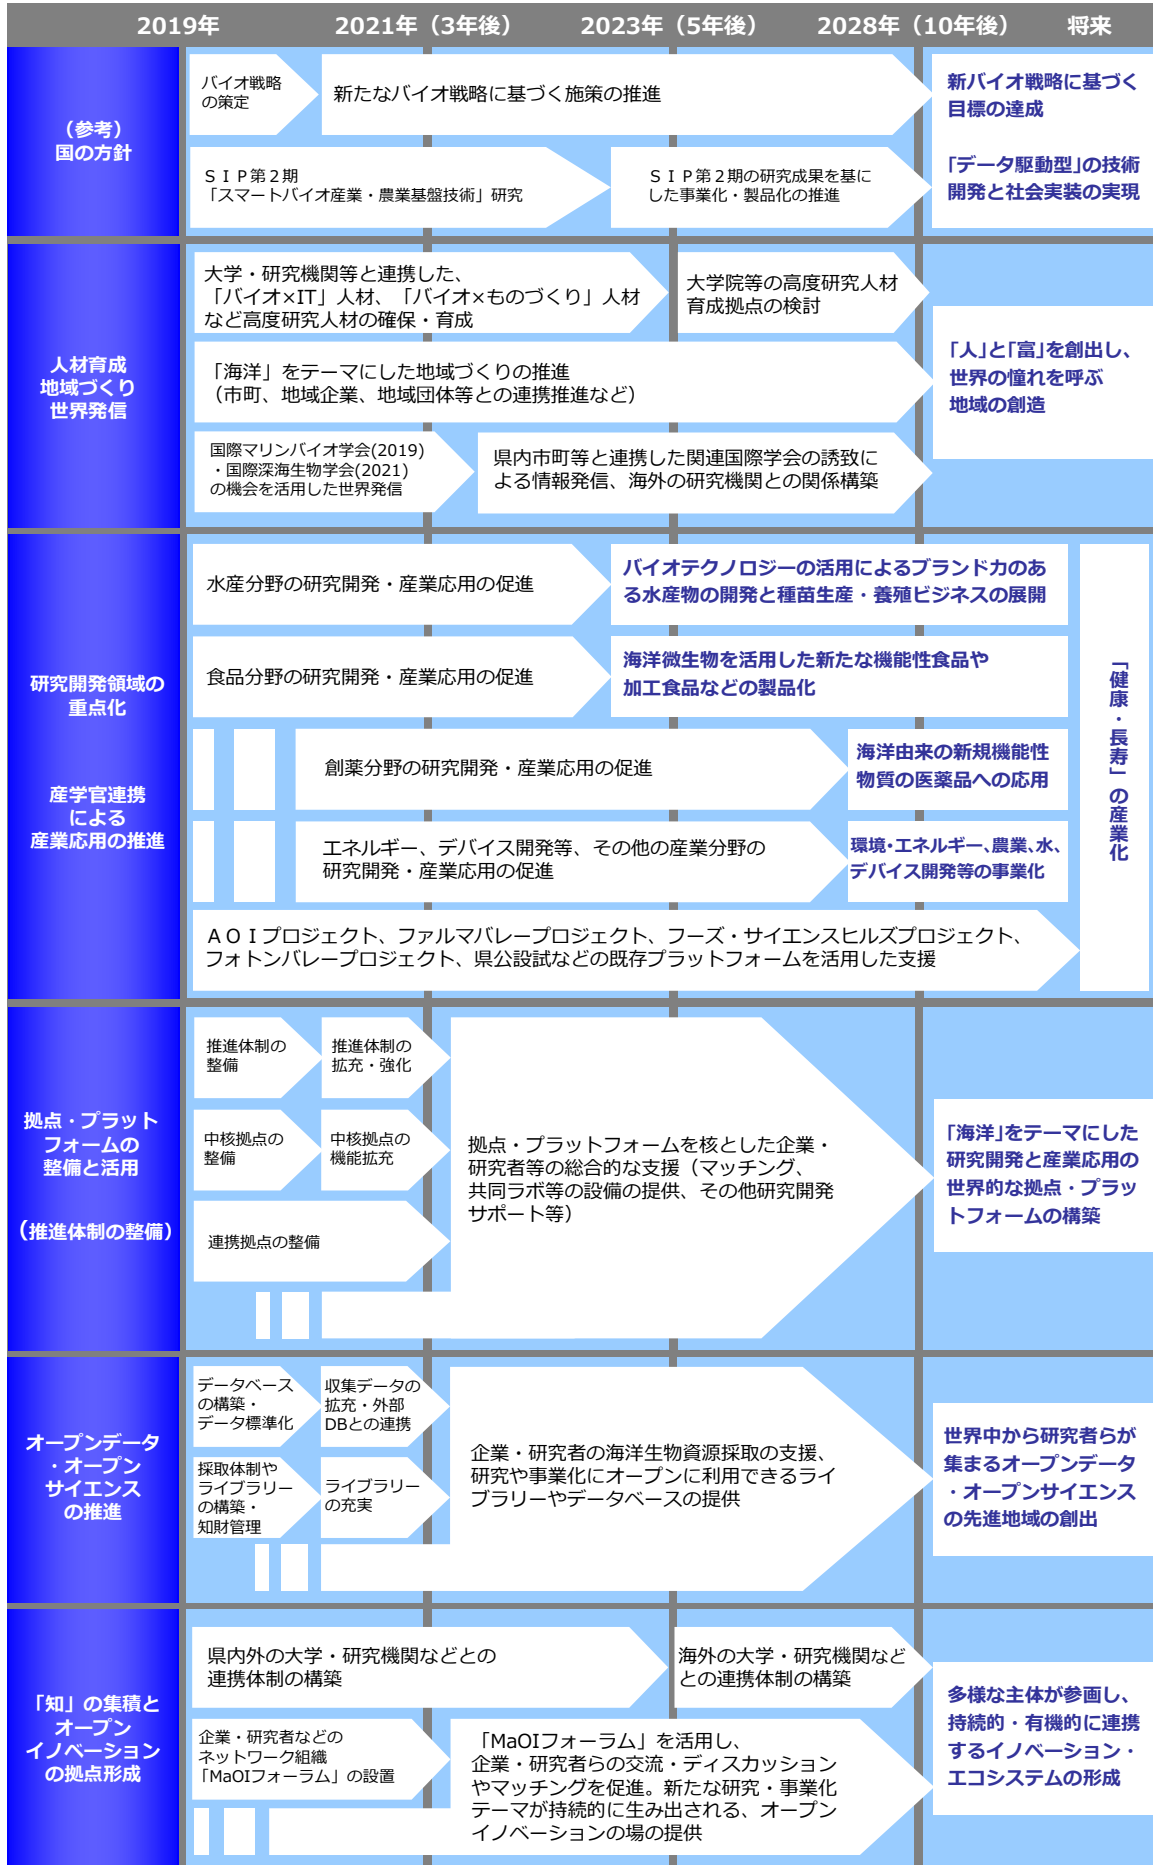 2019年
2021年（3年後）
2023年（5年後）
2028年（10年後）
将来
（参考）
国の方針
バイオ戦略
の策定
新たなバイオ戦略に基づく施策の推進
新バイオ戦略に基づく
目標の達成
ＳＩＰ第２期
「スマートバイオ産業・農業基盤技術」研究
ＳＩＰ第２期の研究成果を基に
した事業化・製品化の推進
「データ駆動型」の技術
開発と社会実装の実現
人材育成
地域づくり
世界発信
大学・研究機関等と連携した、
「バイオ×IT」人材、「バイオ×ものづくり」人材
など高度研究人材の確保・育成
大学院等の高度研究人材
育成拠点の検討
「海洋」をテーマにした地域づくりの推進
（市町、地域企業、地域団体等との連携推進など）
国際マリンバイオ学会(2019)
・国際深海生物学会(2021)
の機会を活用した世界発信
県内市町等と連携した関連国際学会の誘致に
よる情報発信、海外の研究機関との関係構築
「人」と「富」を創出し、
世界の憧れを呼ぶ
地域の創造
研究開発領域の
重点化
産学官連携
による
産業応用の推進
水産分野の研究開発・産業応用の促進
バイオテクノロジーの活用によるブランド力のあ
る水産物の開発と種苗生産・養殖ビジネスの展開
食品分野の研究開発・産業応用の促進
海洋微生物を活用した新たな機能性食品や
加工食品などの製品化
創薬分野の研究開発・産業応用の促進
海洋由来の新規機能性
物質の医薬品への応用
エネルギー、デバイス開発等、その他の産業分野の
研究開発・産業応用の促進
環境・エネルギー、農業、水、
デバイス開発等の事業化
ＡＯＩプロジェクト、ファルマバレープロジェクト、フーズ・サイエンスヒルズプロジェクト、
フォトンバレープロジェクト、県公設試などの既存プラットフォームを活用した支援
「健康・長寿」の産業化
拠点・プラット
フォームの
整備と活用
（推進体制の整備）
推進体制の
整備
推進体制の
拡充・強化
中核拠点の
整備
中核拠点の
機能拡充
連携拠点の整備
拠点・プラットフォームを核とした企業・
研究者等の総合的な支援（マッチング、
共同ラボ等の設備の提供、その他研究開発
サポート等）
「海洋」をテーマにした
研究開発と産業応用の
世界的な拠点・プラッ
トフォームの構築
オープンデータ
・オープン
サイエンス
の推進
データベース
の構築・
データ標準化
収集データの
拡充・外部
DBとの連携
採取体制や
ライブラリー
の構築・
知財管理
ライブラリー
の充実
企業・研究者の海洋生物資源採取の支援、
研究や事業化にオープンに利用できるライ
ブラリーやデータベースの提供
世界中から研究者らが
集まるオープンデータ
・オープンサイエンス
の先進地域の創出
「知」の集積と
オープン
イノベーション
の拠点形成
県内外の大学・研究機関などとの
連携体制の構築
海外の大学・研究機関など
との連携体制の構築
企業・研究者などの
ネットワーク組織
「MaOIフォーラム」の設置
「MaOIフォーラム」を活用し、
企業・研究者らの交流・ディスカッション
やマッチングを促進。新たな研究・事業化
テーマが持続的に生み出される、オープン
イノベーションの場の提供
多様な主体が参画し、
持続的・有機的に連携
するイノベーション・
エコシステムの形成